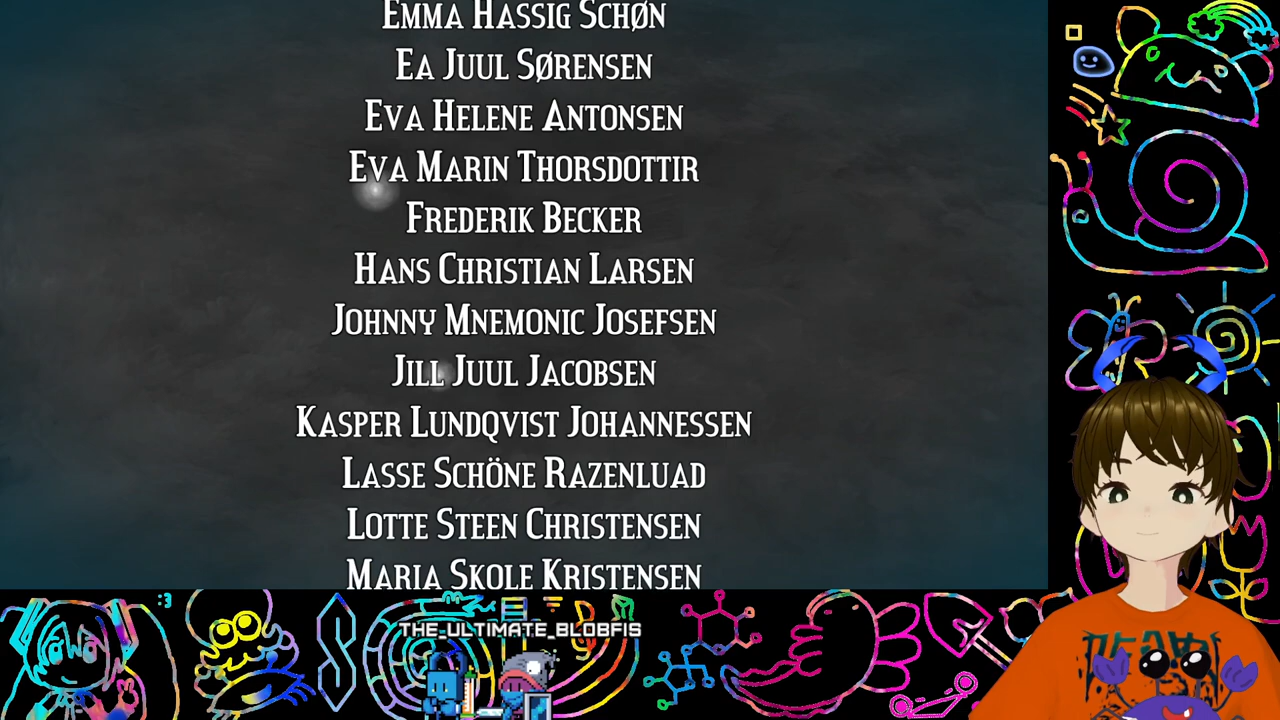 Emma Hassig Schøn
Ea Juul Sørensen
Eva Helene Antonsen
Eva Marin Thorsdottir
Frederik Becker
Hans Christian Larsen
Johnny Mnemonic Josefsen
Jill Juul Jacobsen
Kasper Lundqvist Johannessen
Lasse Schöne Razenluad
Lotte Steen Christensen
Maria Skole Kristensen
:3
THE_ULTIMATE_BLOBFIS